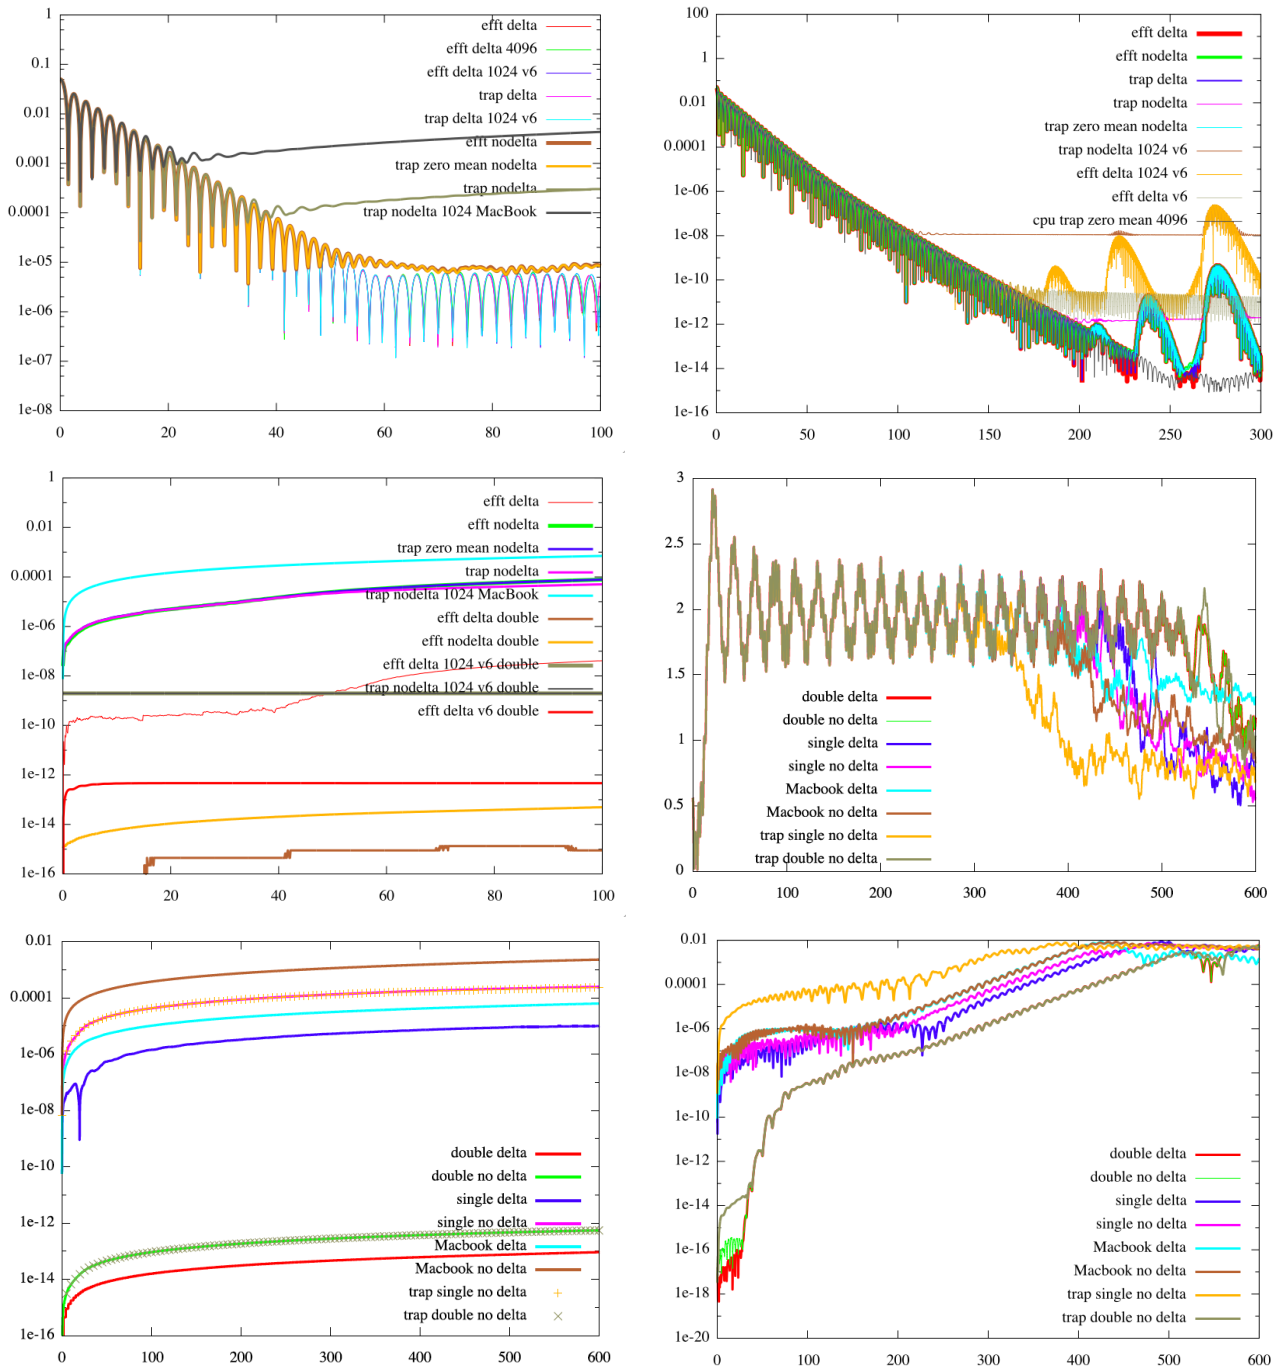 1
0.1
0.01
0.001
0.0001
1e-05
1e-06
1e-07
1e-08
0 20 40 60 80 100
efft delta
efft delta 4096
efft delta 1024 v6
trap delta
trap delta 1024 v6
efft nodelta
trap zero mean nodelta
trap nodelta
trap nodelta 1024 MacBook
100
1
0.01
0.0001
1e-06
1e-08
1e-10
1e-12
1e-14
1e-16
0 50 100 150 200 250 300
efft delta
efft nodelta
trap delta
trap nodelta
trap zero mean nodelta
trap nodelta 1024 v6
efft delta 1024 v6
efft delta v6
cpu trap zero mean 4096
1
0.01
0.0001
1e-06
1e-08
1e-10
1e-12
1e-14
1e-16
0 20 40 60 80 100
efft delta
efft nodelta
trap zero mean nodelta
trap nodelta
trap nodelta 1024 MacBook
efft delta double
efft nodelta double
efft delta 1024 v6 double
trap nodelta 1024 v6 double
efft delta v6 double
3
2.5
2
1.5
1
0.5
0
0 100 200 300 400 500 600
double delta
double no delta
single delta
single no delta
Macbook delta
Macbook no delta
trap single no delta
trap double no delta
0.01
0.0001
1e-06
1e-08
1e-10
1e-12
1e-14
1e-16
0 100 200 300 400 500 600
double delta
double no delta
single delta
single no delta
Macbook delta
Macbook no delta
trap single no delta
trap double no delta
0.01
0.0001
1e-06
1e-08
1e-10
1e-12
1e-14
1e-16
1e-18
1e-20
0 100 200 300 400 500 600
double delta
double no delta
single delta
single no delta
Macbook delta
Macbook no delta
trap single no delta
trap double no delta